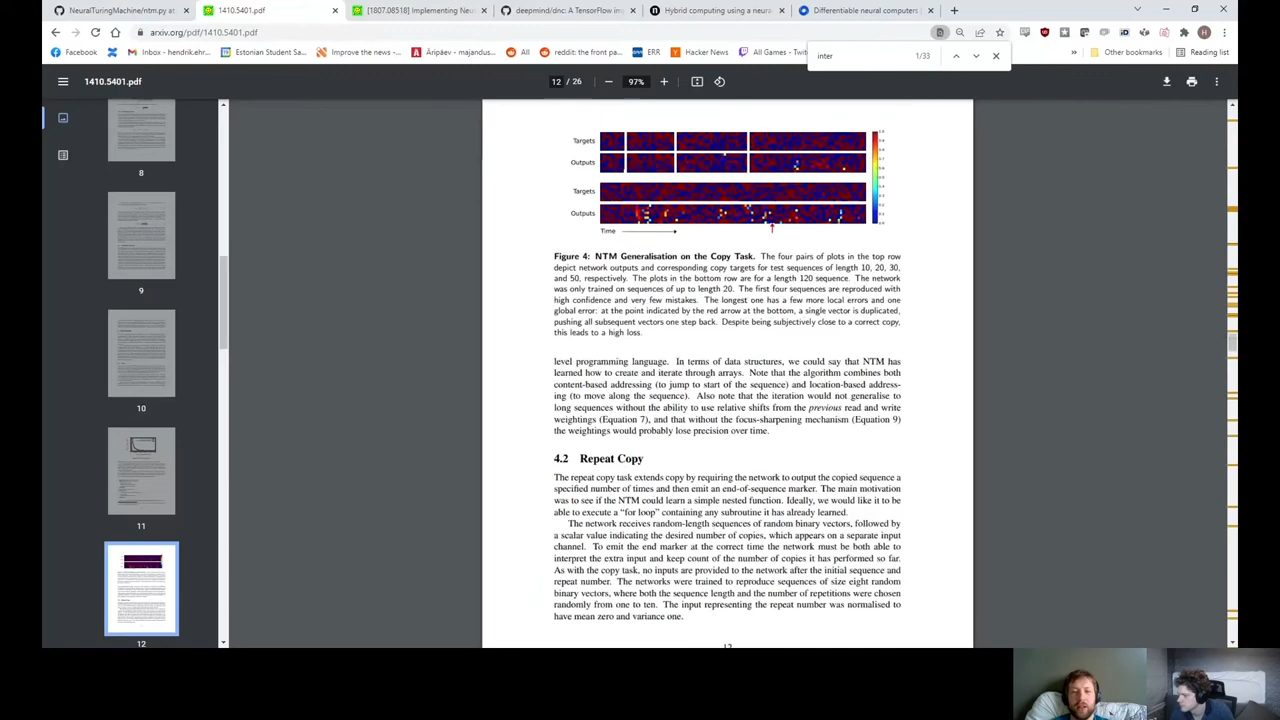 NeuralTuringMachine/ntm.py at
1410.5401.pdf
[1807.08518] Implementing Neu
deepmind/dnc: A TensorFlow im
Hybrid computing using a neura
Differentiable neural computers
arxiv.org/pdf/1410.5401.pdf
Facebook
Inbox - hendrik.ehr...
Estonian Student Sa...
Improve the news -...
Äripäev - majandus...
All
reddit: the front pa...
ERR
Hacker News
All Games - Twit
Other bookmarks
Reading list
inter
1/33
1410.5401.pdf
12 / 26
97%
8
9
10
11
12
Targets
Outputs
Targets
Outputs
Time
Figure 4: NTM Generalisation on the Copy Task. The four pairs of plots in the top row
depict network outputs and corresponding copy targets for test sequences of length 10, 20, 30,
and 50, respectively. The plots in the bottom row are for a length 120 sequence. The network
was only trained on sequences of up to length 20. The first four sequences are reproduced with
high confidence and very few mistakes. The longest one has a few more local errors and one
global error: at the point indicated by the red arrow at the bottom, a single vector is duplicated,
pushing all subsequent vectors one step back. Despite being subjectively close to a correct copy,
this leads to a high loss.
level programming language. In terms of data structures, we could say that NTM has
learned how to create and iterate through arrays. Note that the algorithm combines both
content-based addressing (to jump to start of the sequence) and location-based address-
ing (to move along the sequence). Also note that the iteration would not generalise to
long sequences without the ability to use relative shifts from the previous read and write
weightings (Equation 7), and that without the focus-sharpening mechanism (Equation 9)
the weightings would probably lose precision over time.
4.2 Repeat Copy
The repeat copy task extends copy by requiring the network to output the copied sequence a
specified number of times and then emit an end-of-sequence marker. The main motivation
was to see if the NTM could learn a simple nested function. Ideally, we would like it to be
able to execute a “for loop” containing any subroutine it has already learned.
The network receives random-length sequences of random binary vectors, followed by
a scalar value indicating the desired number of copies, which appears on a separate input
channel. To emit the end marker at the correct time the network must be both able to
interpret the extra input and keep count of the number of copies it has performed so far.
As with the copy task, no inputs are provided to the network after the initial sequence and
repeat number. The networks were trained to reproduce sequences of size eight random
binary vectors, where both the sequence length and the number of repetitions were chosen
randomly from one to ten. The input representing the repeat number was normalised to
have mean zero and variance one.